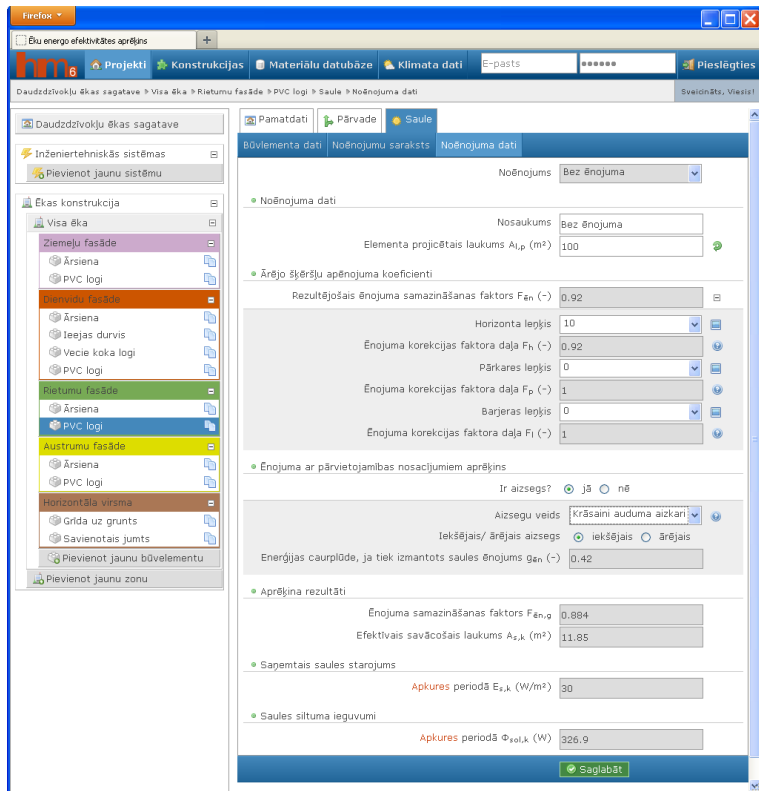 Firefox
Ēku energo efektivitātes aprēķins
+
hm6 Projekti Konstrukcijas Materiālu datubāze Klimata dati E-pasts •••••• Pieslēgties
Daudzdzīvokļu ēkas sagatave » Visa ēka » Rietumu fasāde » PVC logi » Saule » Noēnojuma dati Sveicināts, Viesis!
Daudzdzīvokļu ēkas sagatave
Inženiertehniskās sistēmas
Pievienot jaunu sistēmu
Ēkas konstrukcija
Visa ēka
Ziemeļu fasāde
Ārsiena
PVC logi
Dienvidu fasāde
Ārsiena
Ieejas durvis
Vecie koka logi
PVC logi
Rietumu fasāde
Ārsiena
PVC logi
Austrumu fasāde
Ārsiena
PVC logi
Horizontāla virsma
Grīda uz grunts
Savienotais jumts
Pievienot jaunu būvelementu
Pievienot jaunu zonu
Pamatdati Pārvade Saule
Būvlementa dati Noēnojumu saraksts Noēnojuma dati
Noēnojums Bez ēnojuma
Noēnojuma dati
Nosaukums Bez ēnojuma
Elementa projicētais laukums Al,p (m²) 100
Ārējo šķēršļu apēnojuma koeficienti
Rezultējošais ēnojuma samazināšanas faktors Fēn (-) 0.92
Horizonta leņķis 10
Ēnojuma korekcijas faktora daļa Fh (-) 0.92
Pārkares leņķis 0
Ēnojuma korekcijas faktora daļa Fp (-) 1
Barjeras leņķis 0
Ēnojuma korekcijas faktora daļa Fl (-) 1
Ēnojuma ar pārvietojamības nosacījumiem aprēķins
Ir aizsegs? jā nē
Aizsegu veids Krāsaini auduma aizkari
Iekšējais/ ārējais aizsegs iekšējais ārējais
Enerģijas caurplūde, ja tiek izmantots saules ēnojums gēn (-) 0.42
Aprēķina rezultāti
Ēnojuma samazināšanas faktors Fēn,g 0.884
Efektīvais savācošais laukums As,k (m²) 11.85
Saņemtais saules starojums
Apkures periodā Es,k (W/m²) 30
Saules siltuma ieguvumi
Apkures periodā Φsol,k (W) 326.9
Saglabāt